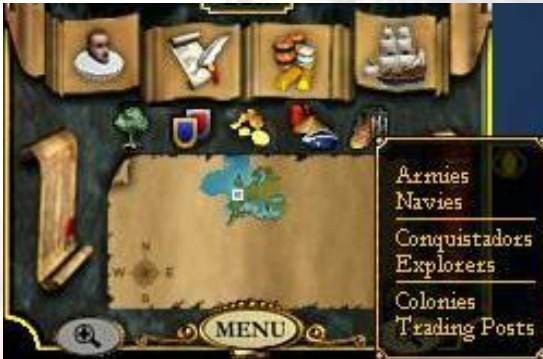 Armies
Navies
Conquistadors
Explorers
Colonies
Trading Posts
N
W E
S
MENU